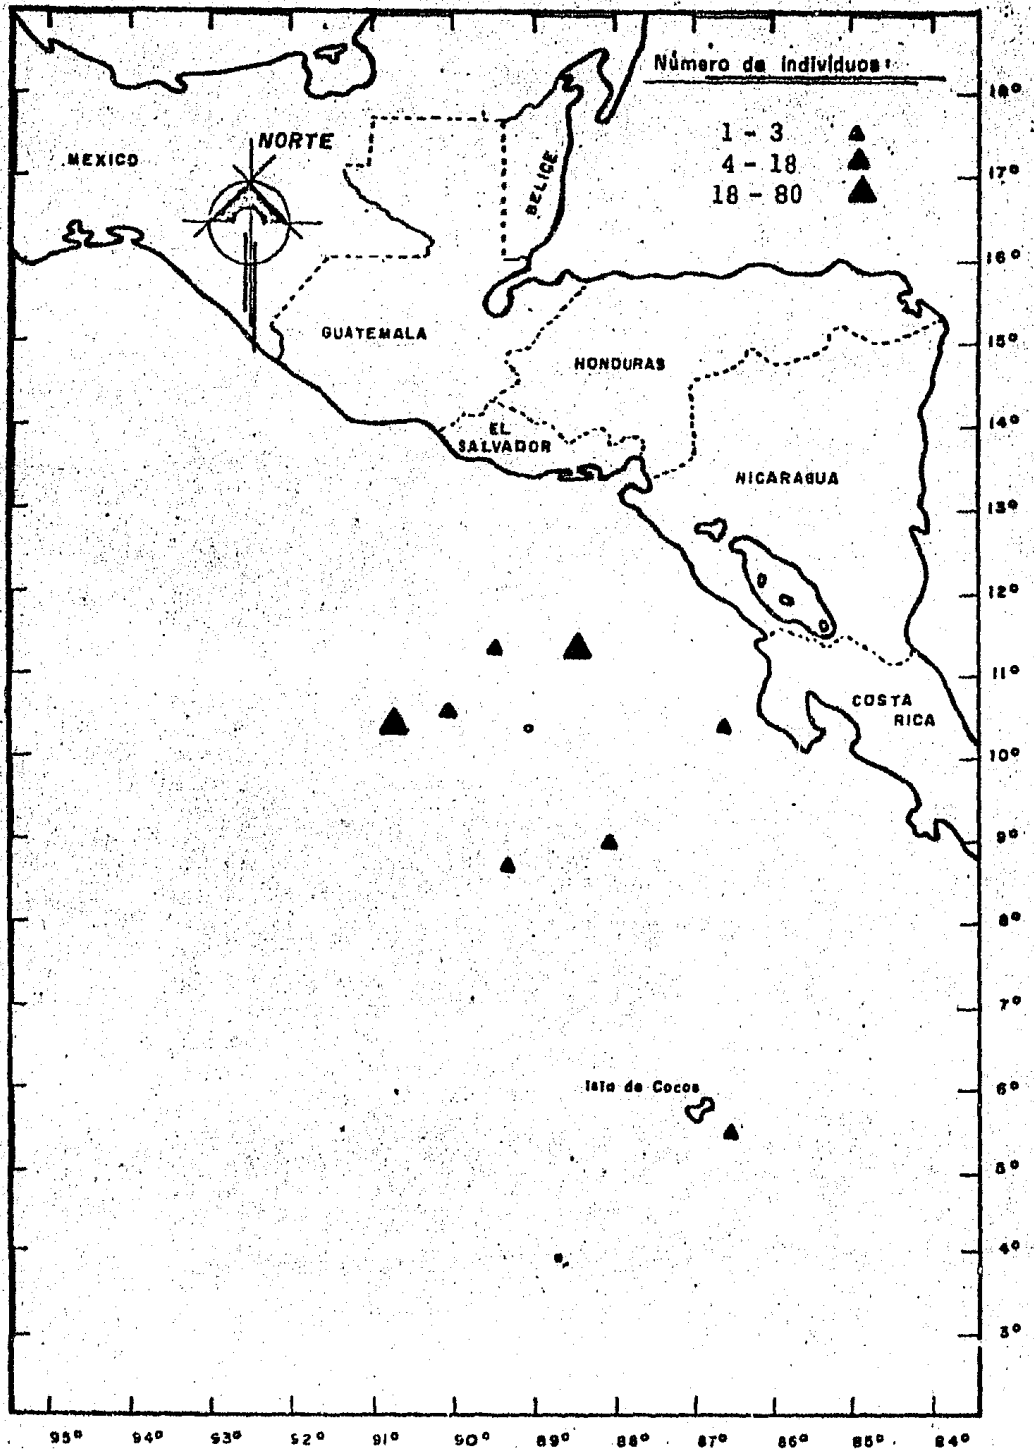 Número de individuos:
1 - 3
4 - 18
18 - 80
NORTE
MEXICO
BELICE
GUATEMALA
HONDURAS
EL
SALVADOR
NICARAGUA
COSTA
RICA
Isla de Cocos
18°
17°
16°
15°
14°
13°
12°
11°
10°
9°
8°
7°
6°
5°
4°
3°
95° 94° 93° 92° 91° 90° 89° 88° 87° 86° 85° 84°